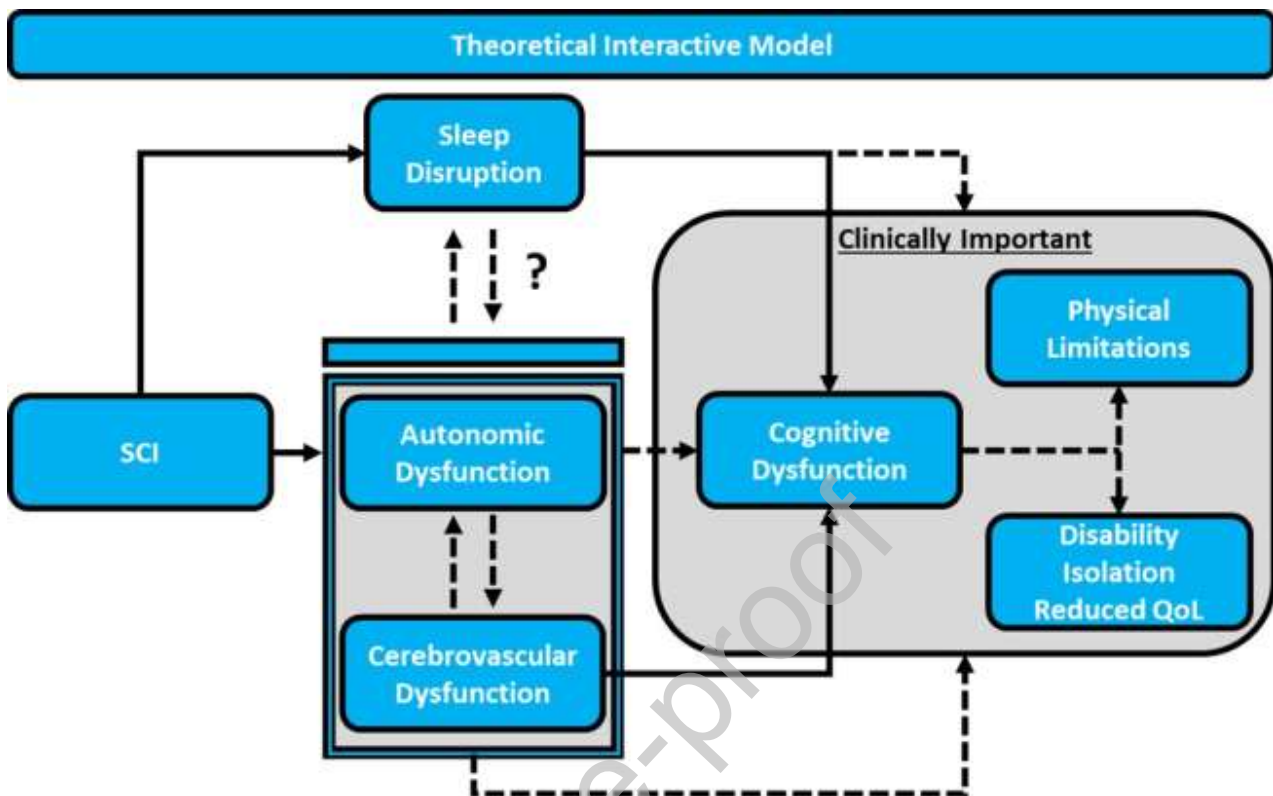 Theoretical Interactive Model
Sleep
Disruption
?
Clinically Important
Physical
Limitations
SCI
Autonomic
Dysfunction
Cognitive
Dysfunction
Disability
Isolation
Reduced QoL
Cerebrovascular
Dysfunction
e-proof